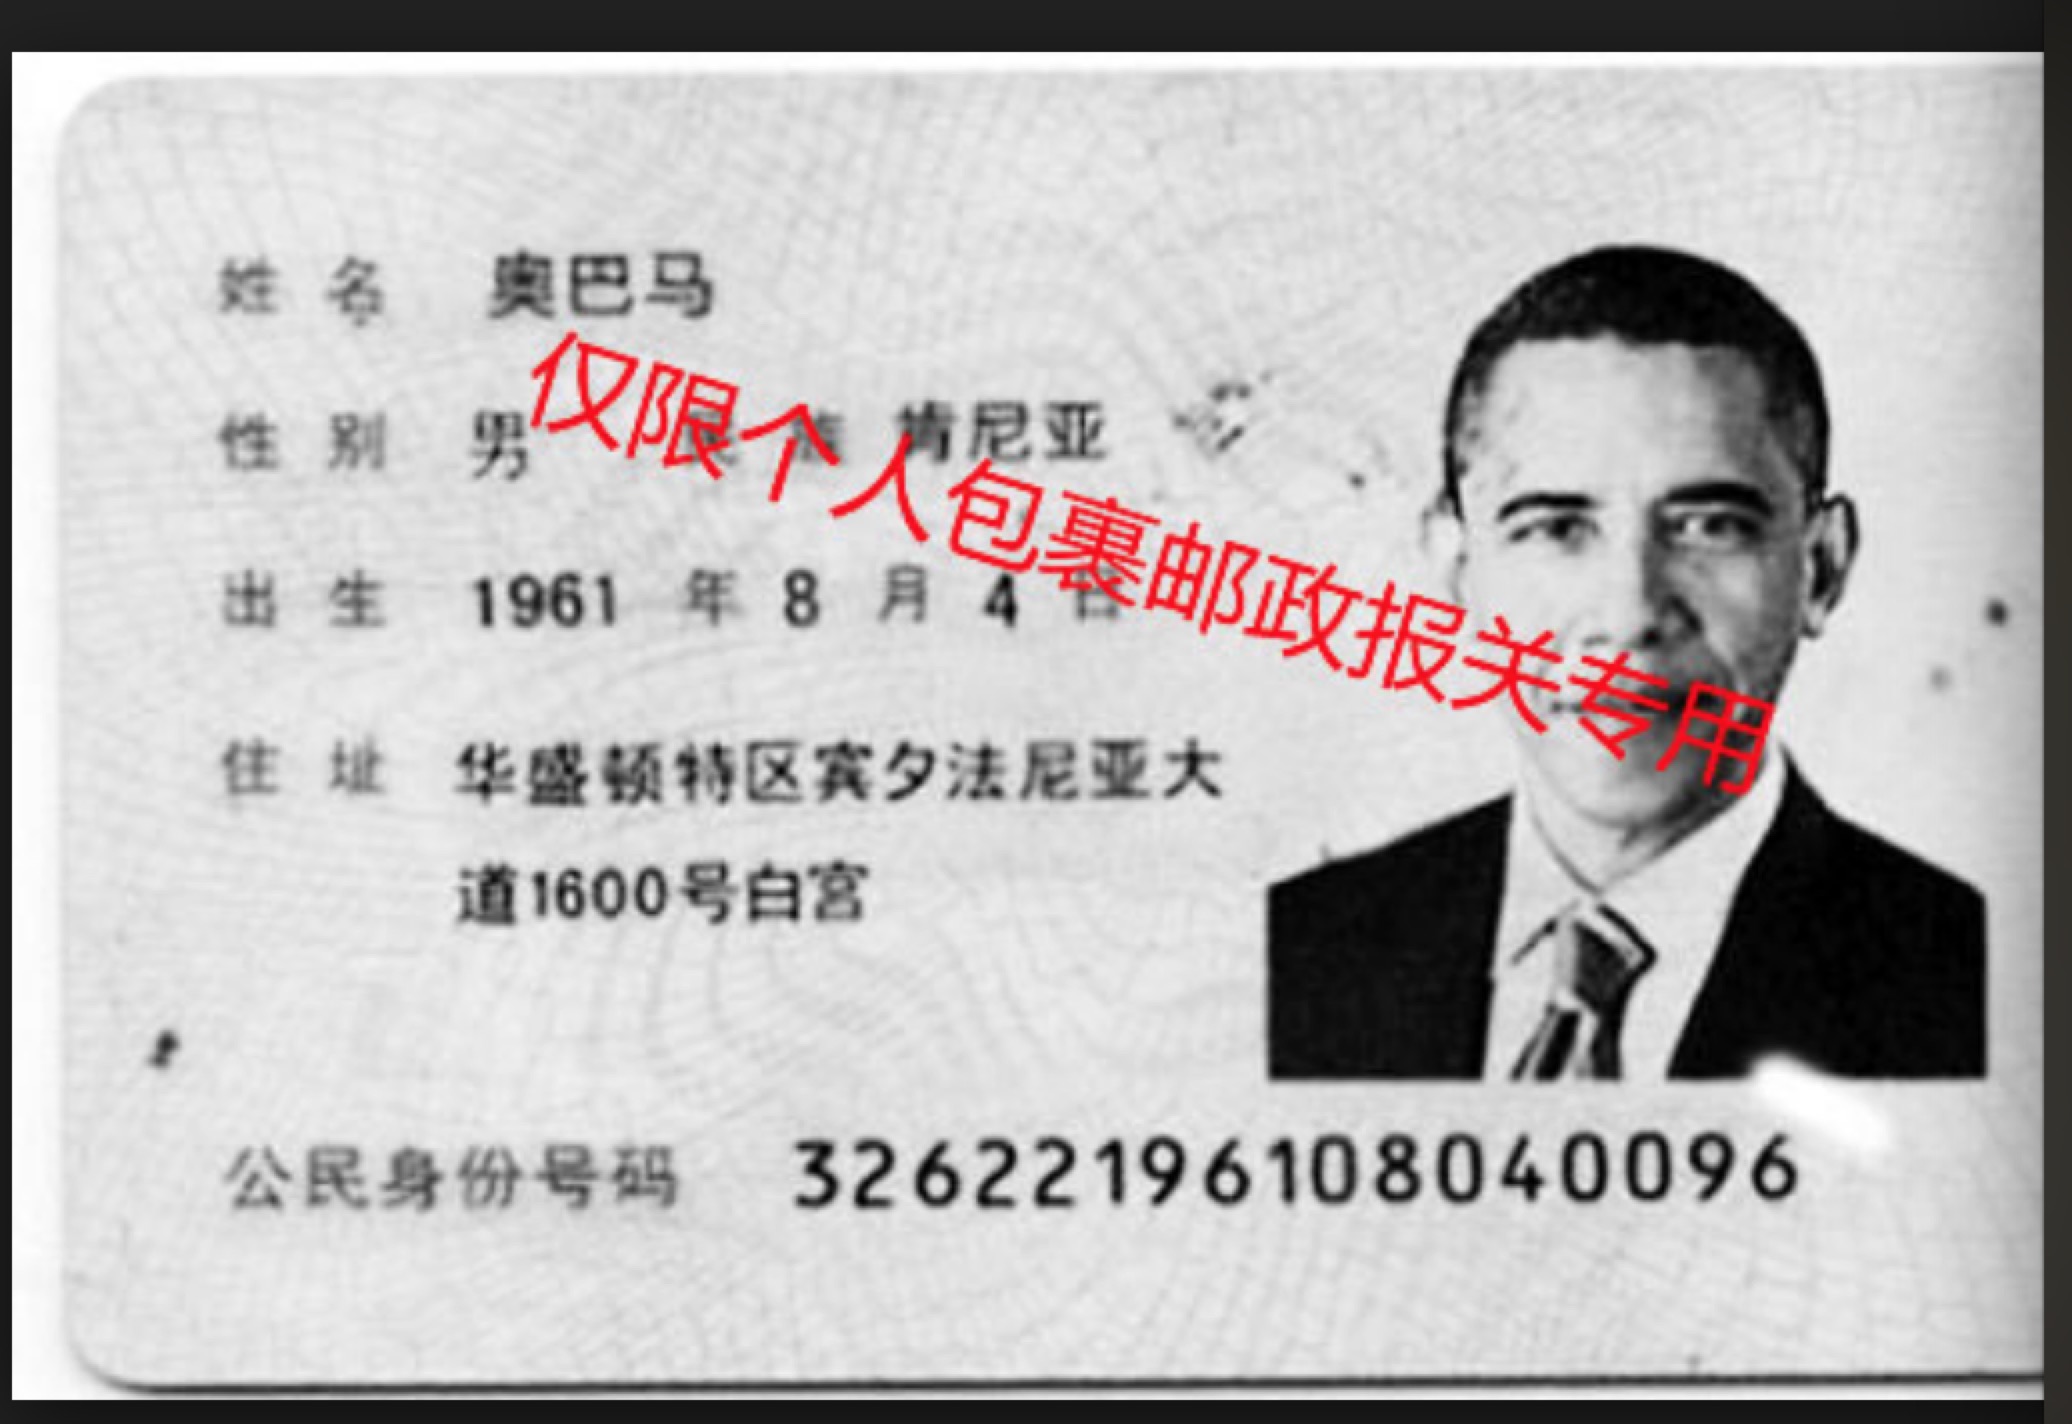 姓名 奥巴马
性别 男 民族 肯尼亚
出生 1961 年 8 月 4 日
住址 华盛顿特区宾夕法尼亚大
道1600号白宫
公民身份号码 326222196108040096
仅限个人包裹邮政报关专用